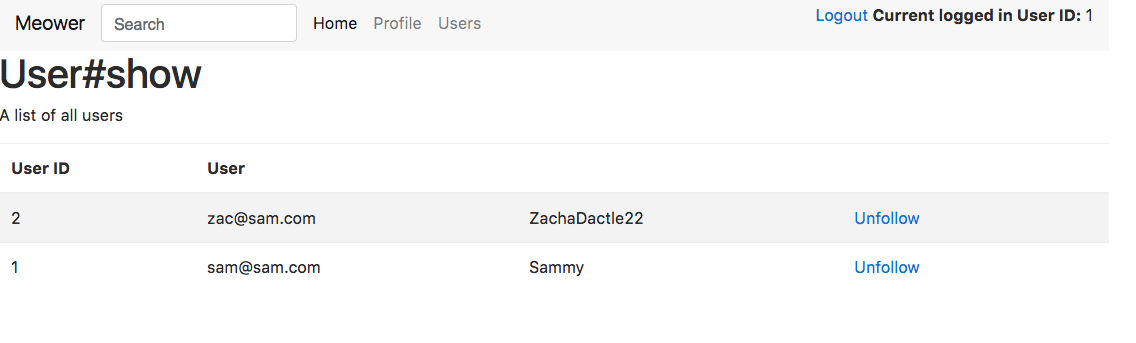 Meower Search Home Profile Users Logout Current logged in User ID: 1
User#show
A list of all users
User ID User
2 zac@sam.com ZachaDactle22 Unfollow
1 sam@sam.com Sammy Unfollow